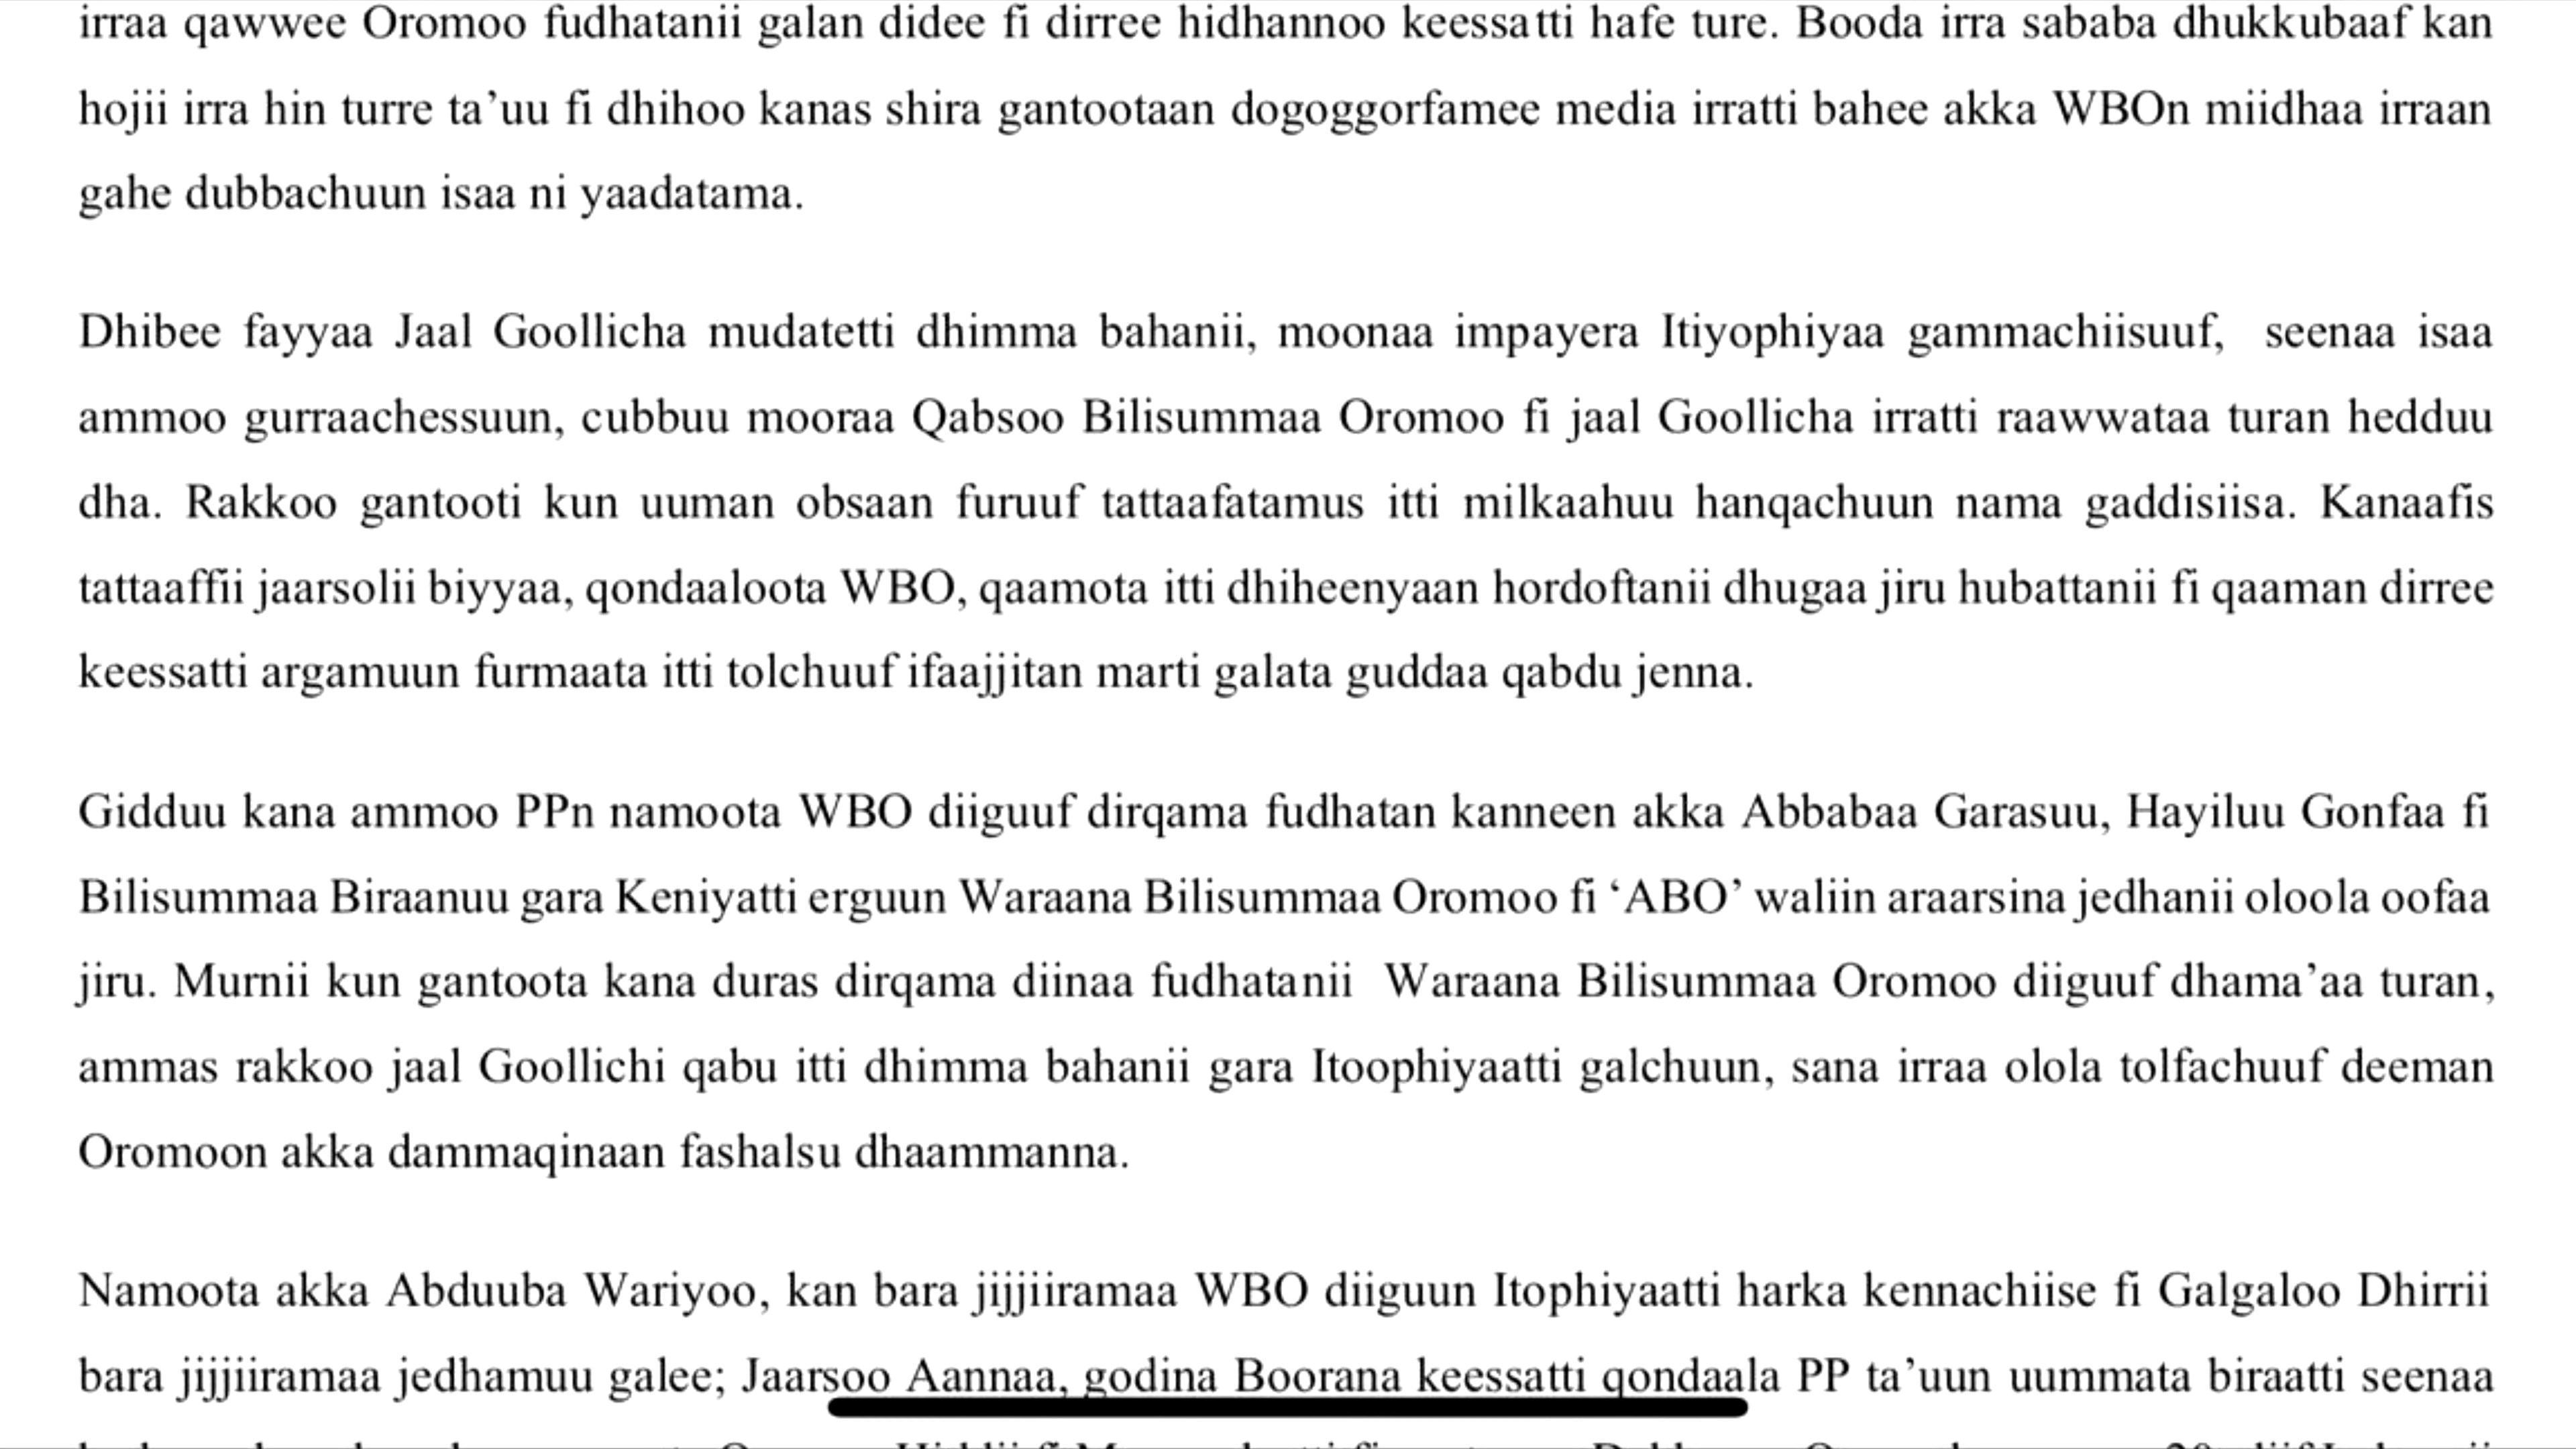 irraa qawwee Oromoo fudhatanii galan didee fi dirree hidhannoo keessatti hafe ture. Booda irra sababa dhukkubaaf kan
hojii irra hin turre ta’uu fi dhihoo kanas shira gantootaan dogoggorfamee media irratti bahee akka WBOn miidhaa irraan
gahe dubbachuun isaa ni yaadatama.
Dhibee fayyaa Jaal Goollicha mudatetti dhimma bahanii, moonaa impayera Itiyophiyaa gammachiisuuf, seenaa isaa
ammoo gurraachessuun, cubbuu mooraa Qabsoo Bilisummaa Oromoo fi jaal Goollicha irratti raawwataa turan hedduu
dha. Rakkoo gantooti kun uuman obsaan furuuf tattaafatamus itti milkaahuu hanqachuun nama gaddisiisa. Kanaafis
tattaaffii jaarsolii biyyaa, qondaaloota WBO, qaamota itti dhiheenyaan hordoftanii dhugaa jiru hubattanii fi qaaman dirree
keessatti argamuun furmaata itti tolchuuf ifaajjitan marti galata guddaa qabdu jenna.
Gidduu kana ammoo PPn namoota WBO diiguuf dirqama fudhatan kanneen akka Abbabaa Garasuu, Hayiluu Gonfaa fi
Bilisummaa Biraanuu gara Keniyatti erguun Waraana Bilisummaa Oromoo fi ‘ABO’ waliin araarsina jedhanii oloola oofaa
jiru. Murnii kun gantoota kana duras dirqama diinaa fudhatanii Waraana Bilisummaa Oromoo diiguuf dhama’aa turan,
ammas rakkoo jaal Goollichi qabu itti dhimma bahanii gara Itoophiyaatti galchuun, sana irraa olola tolfachuuf deeman
Oromoon akka dammaqinaan fashalsu dhaammanna.
Namoota akka Abduuba Wariyoo, kan bara jijjiiramaa WBO diiguun Itophiyaatti harka kennachiise fi Galgaloo Dhirrii
bara jijjiiramaa jedhamuu galee; Jaarsoo Aannaa, godina Boorana keessatti qondaala PP ta’uun uummata biraatti seenaa